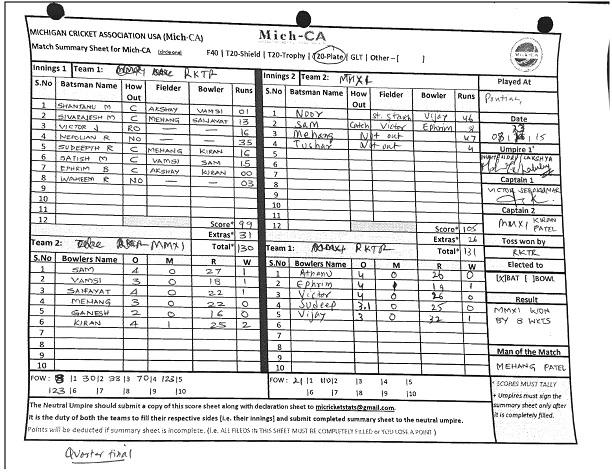 Mich-CA
MICHIGAN CRICKET ASSOCIATION USA (Mich-CA)
Match Summary Sheet for Mich-CA (circle one) F40 | T20-Shield | T20-Trophy | T20-Plate | GLT | Other – [ ]
Innings 1 Team 1: RKTR
S.No Batsman Name How Out Fielder Bowler Runs
1 SHANTANU M C AKSHAY VAMSI 01
2 SIVARAJESH M C MEHANG SAIFAYAT 13
3 VICTOR J RO — — 16
4 NEPOLIAN R NO — — 35
5 SUDEEPTH R C MEHANG KIRAN 16
6 SATISH M C VAMSI SAM 15
7 EPHRIM B C AKSHAY KIRAN 00
8 WAHEEM R NO — — 03
9
10
11
12 Score* 99
Extras* 31
Total* 130
Innings 2 Team 2: MMXI
S.No Batsman Name How Out Fielder Bowler Runs
1 Noor st. Vijay 46
2 Sam Catch Victor Ephrim 8
3 Mehang Not out 47
4 Tushar Not out 4
5
6
7
8
9
10
11
12 Score* 105
Extras* 26
Total* 131
Team 2: MMXI
S.No Bowlers Name O M R W
1 SAM 4 0 27 1
2 VAMSI 3 0 18 1
3 SAIFAYAT 4 0 22 1
4 MEHANG 3 0 22 0
5 GANESH 2 0 16 0
6 KIRAN 4 1 25 2
7
8
9
10
Team 1: RKTR
S.No Bowlers Name O M R W
1 4 0 28 0
2 Ephrim 4 19 1
3 Victor 4 0 26 0
4 Sudeep 3.1 0 25 0
5 Vijay 3 0 32 1
6
7
8
9
10
FOW: 8 |1 30|2 38|3 70|4 123|5
123|6 |7 |8 |9 |10
FOW: 21|1 110|2 |3 |4 |5
|6 |7 |8 |9 |10
Played At
Pontiac,
Date
15
Umpire 1*
Captain 1
VICTOR
Captain 2
MMXI KIRAN
PATEL
Toss won by
RKTR
Elected to
[X]BAT [ ]BOWL
Result
MMXI WON
BY 8 WKTS
Man of the Match
MEHANG PATEL
* SCORES MUST TALLY
* Umpires must sign the
summary sheet only after
it is completely filled.
The Neutral Umpire should submit a copy of this score sheet along with declaration sheet to micricketstats@gmail.com.
It is the duty of both the teams to fill their respective sides [i.e. their innings] and submit completed summary sheet to the neutral umpire.
Points will be deducted if summary sheet is incomplete. (i.e. ALL FILEDS IN THIS SHEET MUST BE COMPLETELY FILLED or YOU LOSE A POINT)
Quarter final